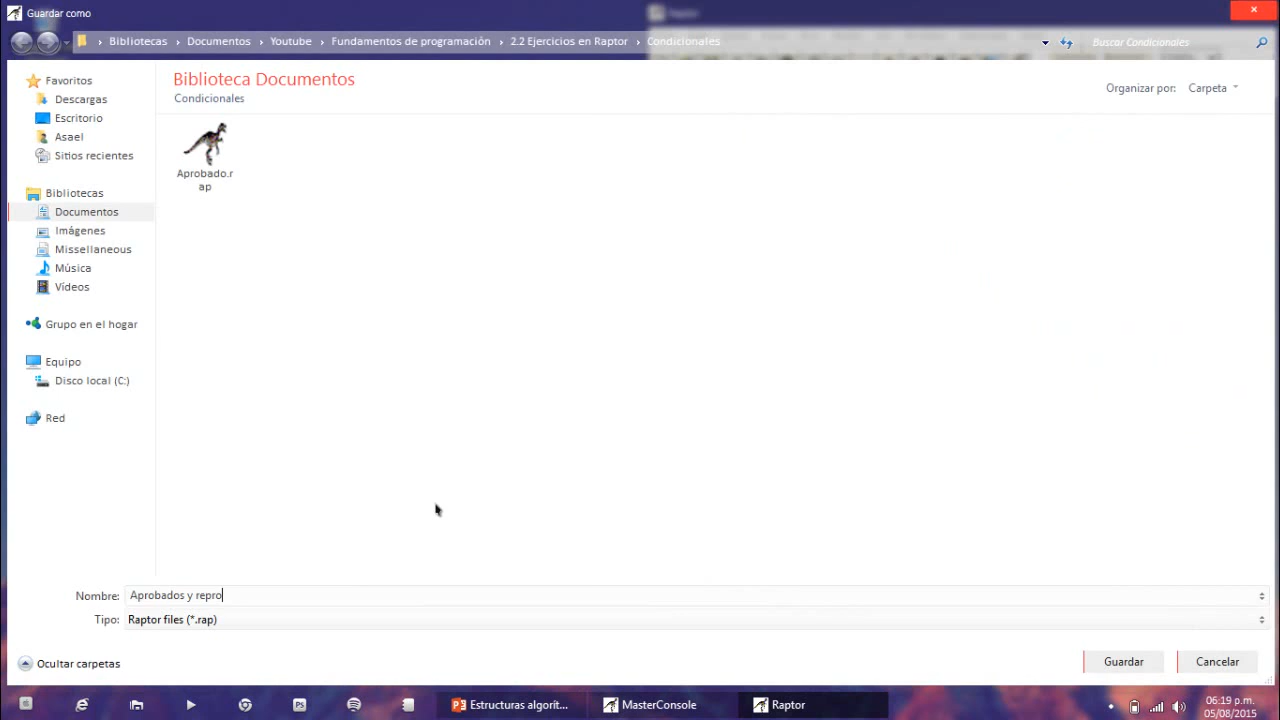 Guardar como
Raptor
Bibliotecas Documentos Youtube Fundamentos de programación 2.2 Ejercicios en Raptor Condicionales
Buscar Condicionales
Favoritos
Descargas
Escritorio
Asael
Sitios recientes
Bibliotecas
Documentos
Imágenes
Missellaneous
Música
Vídeos
Grupo en el hogar
Equipo
Disco local (C:)
Red
Biblioteca Documentos
Condicionales
Organizar por: Carpeta
Aprobado.r
ap
Nombre: Aprobados y repro
Tipo: Raptor files (*.rap)
Ocultar carpetas
Guardar
Cancelar
Estructuras algorít...
MasterConsole
Raptor
06:19 p.m.
05/08/2015